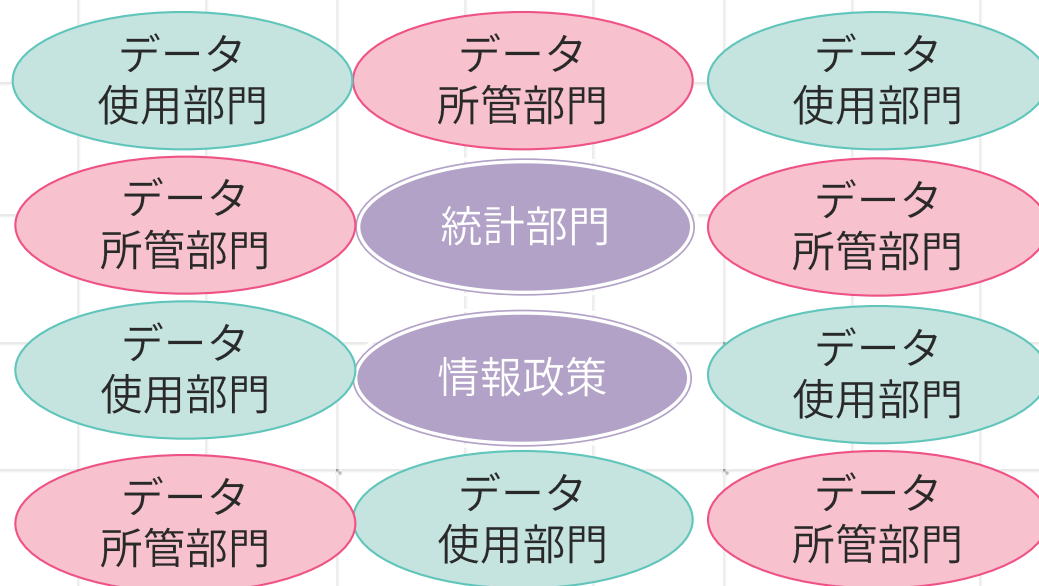 データ
使用部門
データ
所管部門
データ
使用部門
データ
所管部門
統計部門
データ
所管部門
データ
使用部門
情報政策
データ
使用部門
データ
所管部門
データ
使用部門
データ
所管部門